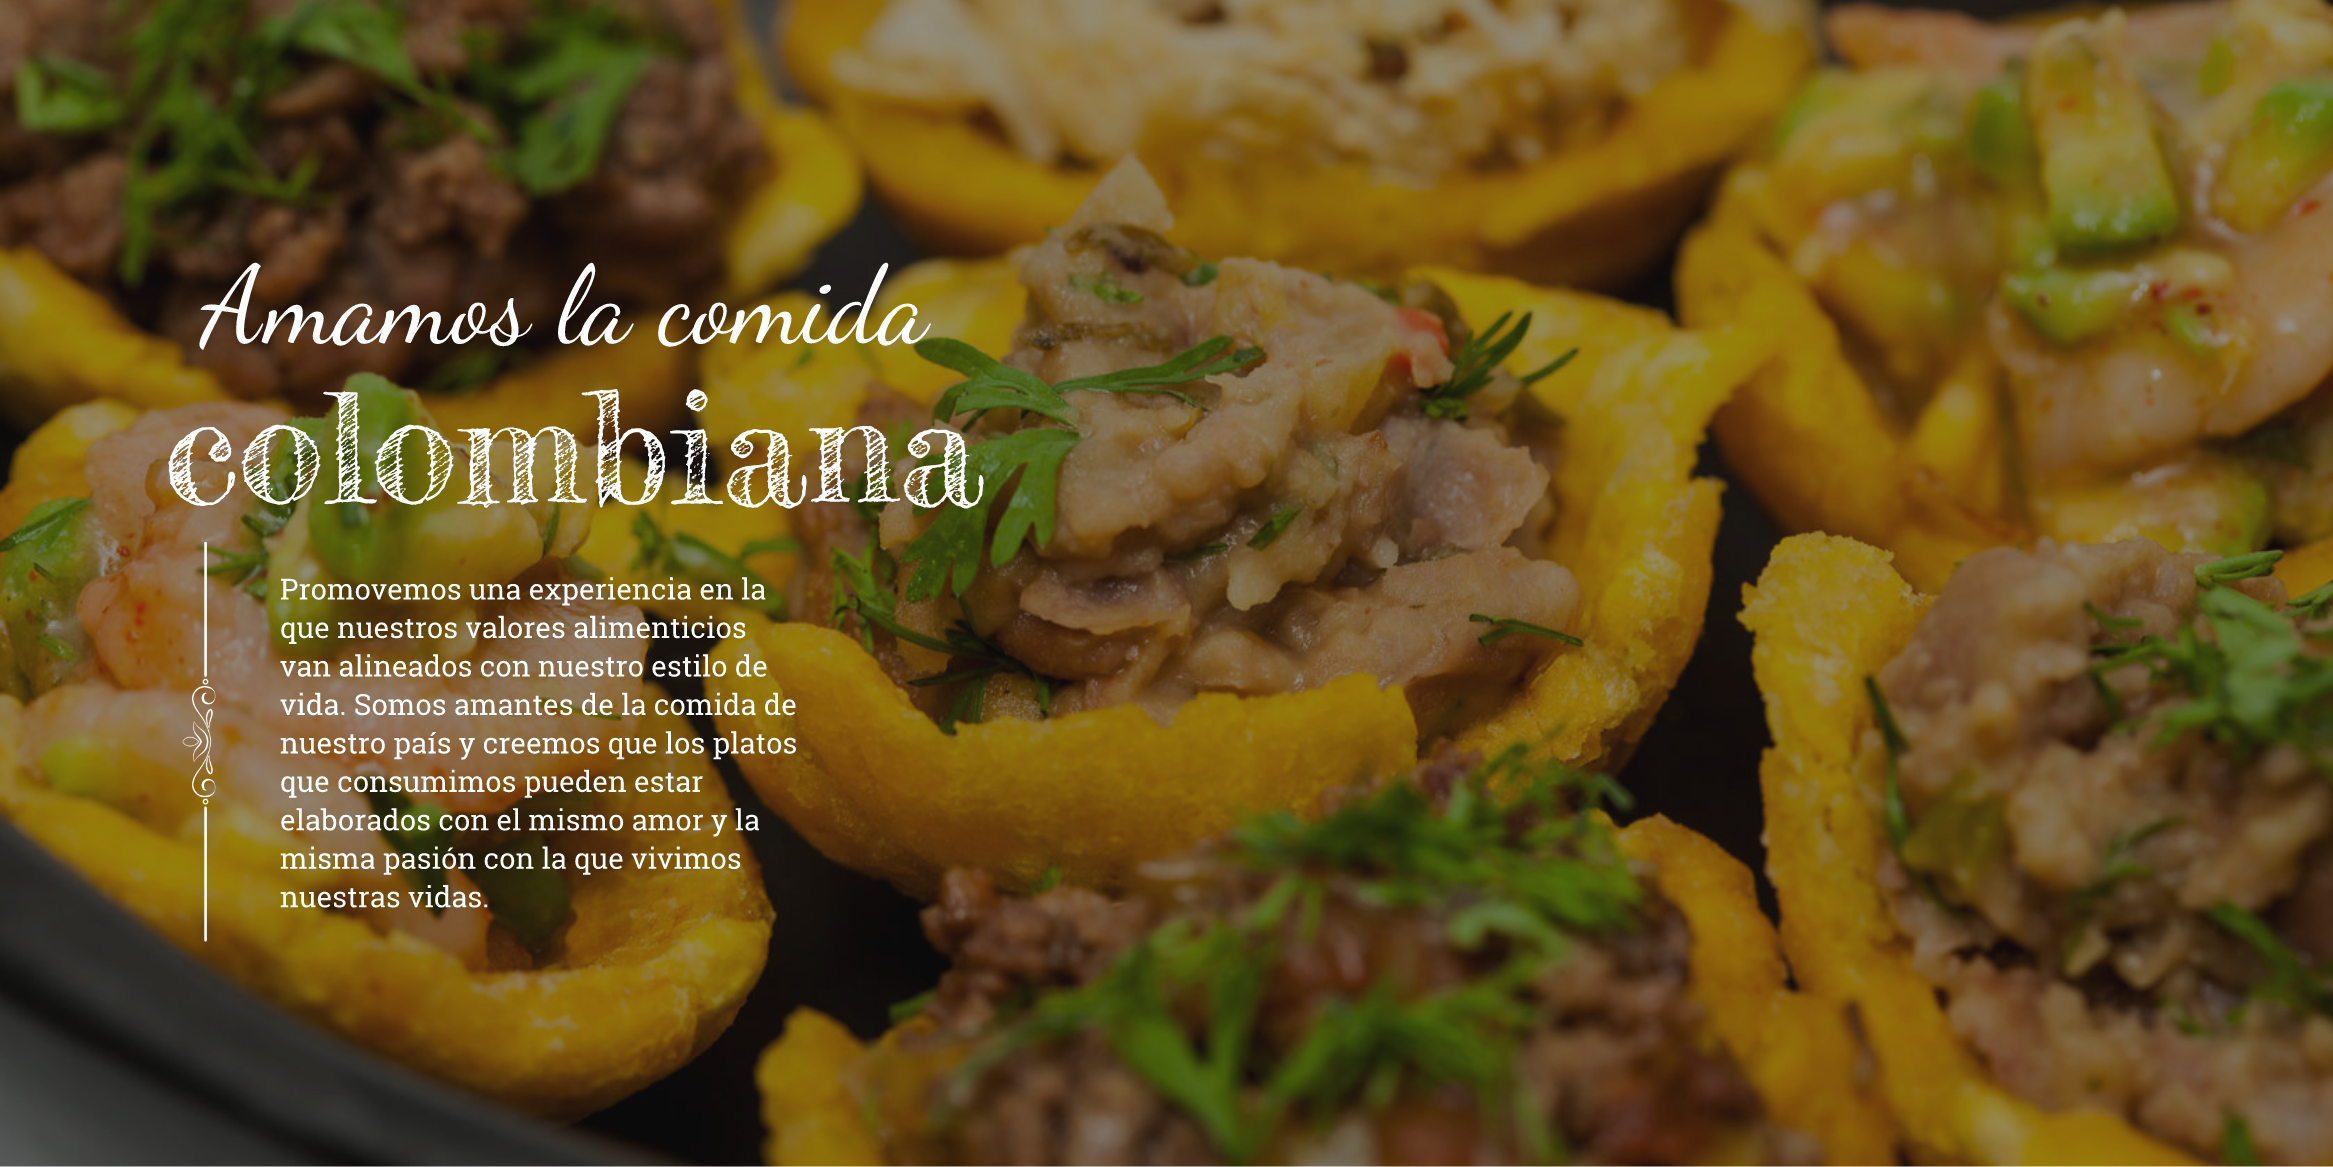 Amamos la comida
colombiana
Promovemos una experiencia en la
que nuestros valores alimenticios
van alineados con nuestro estilo de
vida. Somos amantes de la comida de
nuestro país y creemos que los platos
que consumimos pueden estar
elaborados con el mismo amor y la
misma pasión con la que vivimos
nuestras vidas.